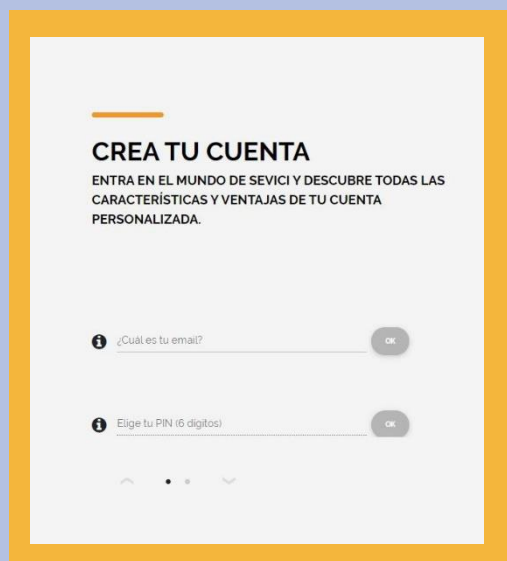 CREA TU CUENTA
ENTRA EN EL MUNDO DE SEVICI Y DESCUBRE TODAS LAS
CARACTERÍSTICAS Y VENTAJAS DE TU CUENTA
PERSONALIZADA.
¿Cuál es tu email?
OK
Elige tu PIN (6 dígitos)
OK